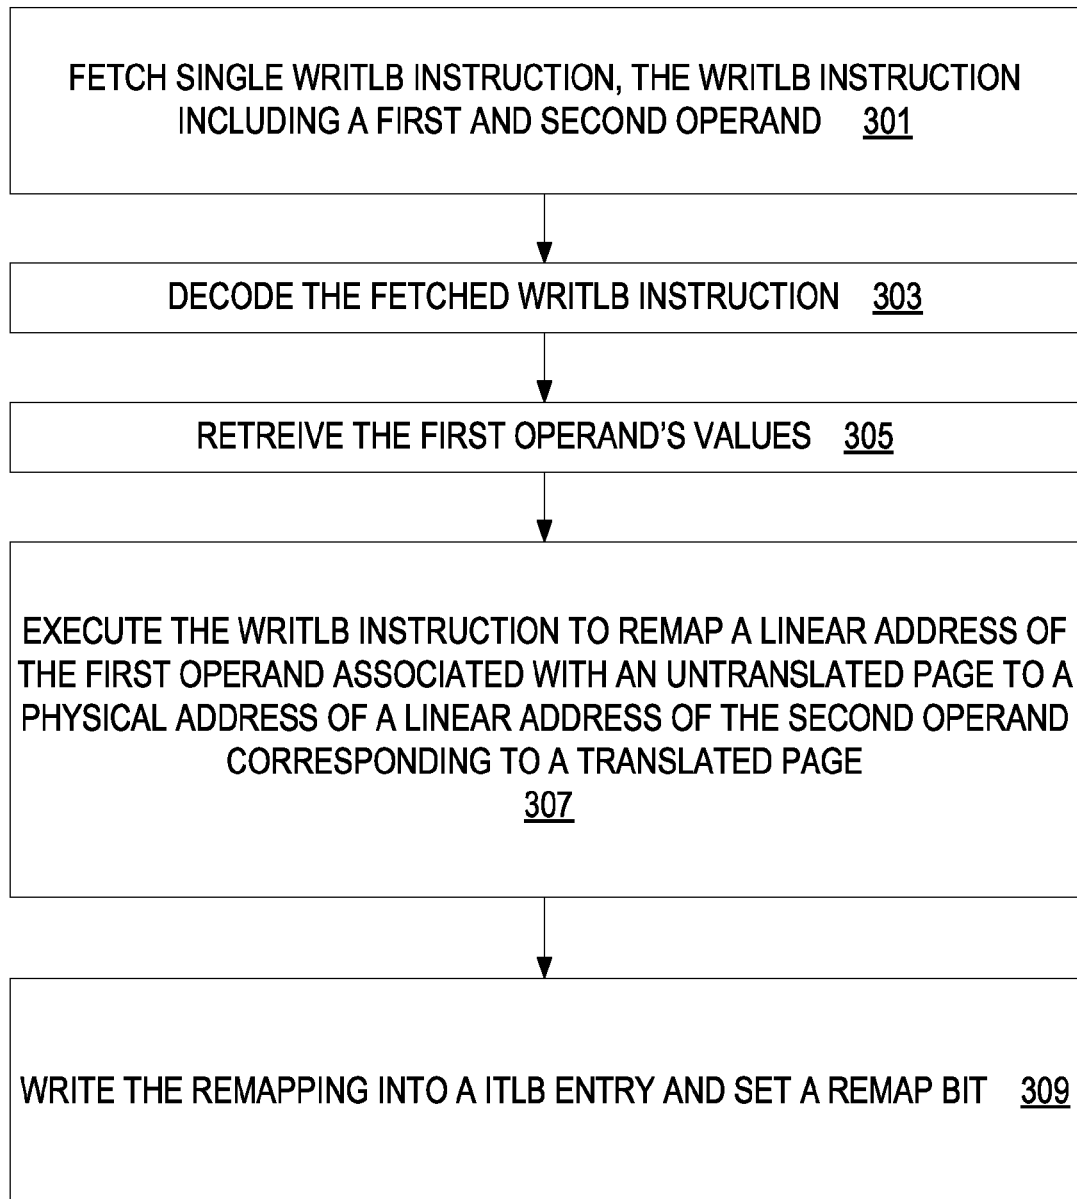 FETCH SINGLE WRITLB INSTRUCTION, THE WRITLB INSTRUCTION
INCLUDING A FIRST AND SECOND OPERAND 301
DECODE THE FETCHED WRITLB INSTRUCTION 303
RETREIVE THE FIRST OPERAND'S VALUES 305
EXECUTE THE WRITLB INSTRUCTION TO REMAP A LINEAR ADDRESS OF
THE FIRST OPERAND ASSOCIATED WITH AN UNTRANSLATED PAGE TO A
PHYSICAL ADDRESS OF A LINEAR ADDRESS OF THE SECOND OPERAND
CORRESPONDING TO A TRANSLATED PAGE
307
WRITE THE REMAPPING INTO A ITLB ENTRY AND SET A REMAP BIT 309